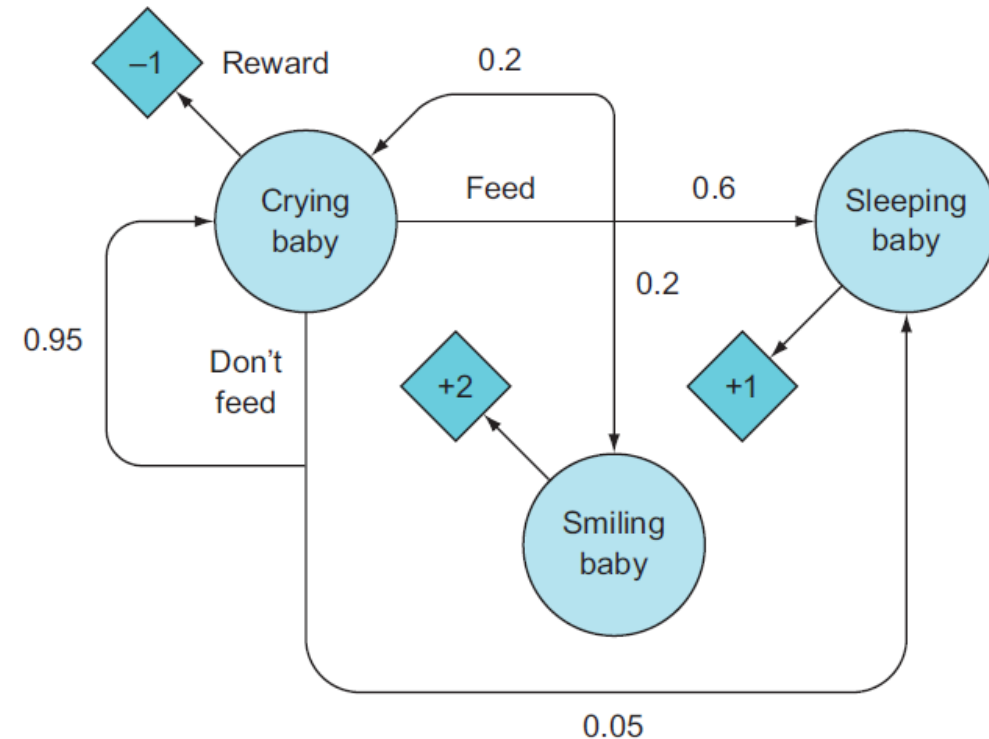 –1
Reward
0.2
Crying
baby
Feed
0.6
Sleeping
baby
0.2
0.95
Don’t
feed
+2
+1
Smiling
baby
0.05